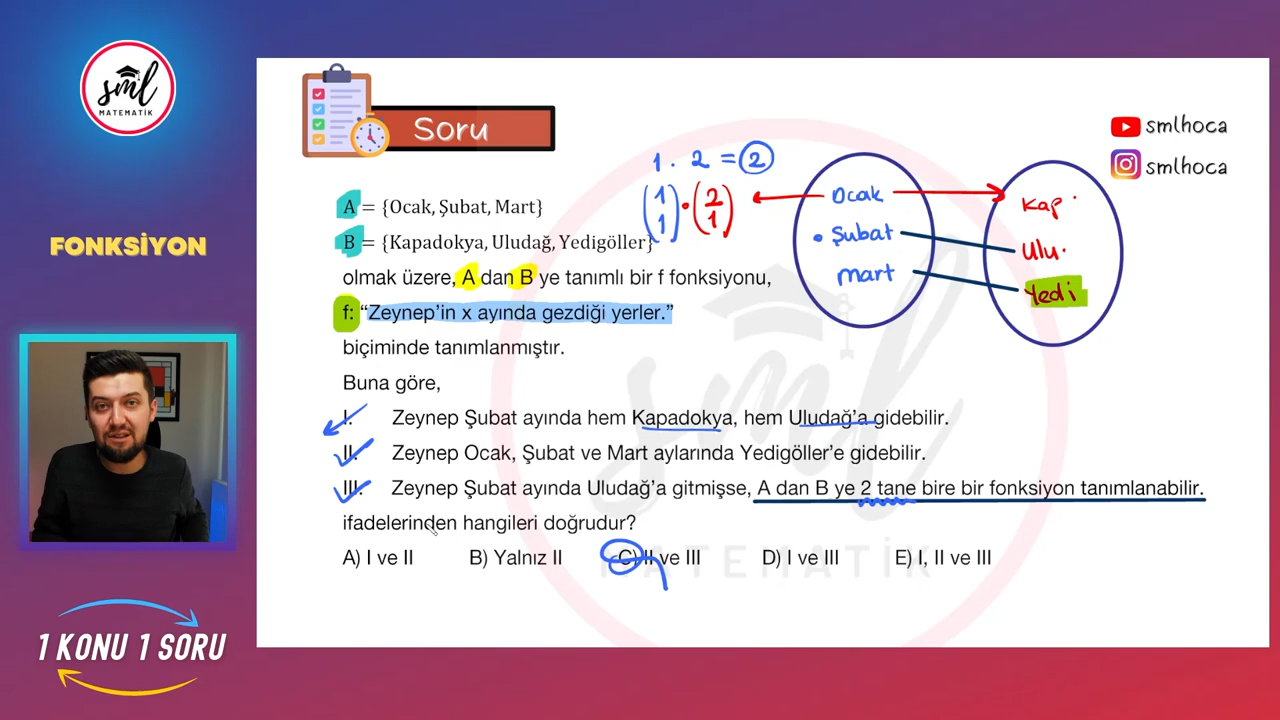 sml
MATEMATİK
Soru
smlhoca
smlhoca
FONKSİYON
A = {Ocak, Şubat, Mart}
B = {Kapadokya, Uludağ, Yedigöller}
olmak üzere, A dan B ye tanımlı bir f fonksiyonu,
f: “Zeynep’in x ayında gezdiği yerler.”
biçiminde tanımlanmıştır.
Buna göre,
I. Zeynep Şubat ayında hem Kapadokya, hem Uludağ’a gidebilir.
II. Zeynep Ocak, Şubat ve Mart aylarında Yedigöller’e gidebilir.
III. Zeynep Şubat ayında Uludağ’a gitmişse, A dan B ye 2 tane bire bir fonksiyon tanımlanabilir.
ifadelerinden hangileri doğrudur?
A) I ve II B) Yalnız II C) II ve III D) I ve III E) I, II ve III
1 . 2 = 2
(1 1) . (2 1)
Ocak
Şubat
mart
Kap
Ulu.
Yedi
sml
MATEMATİK
1 KONU 1 SORU